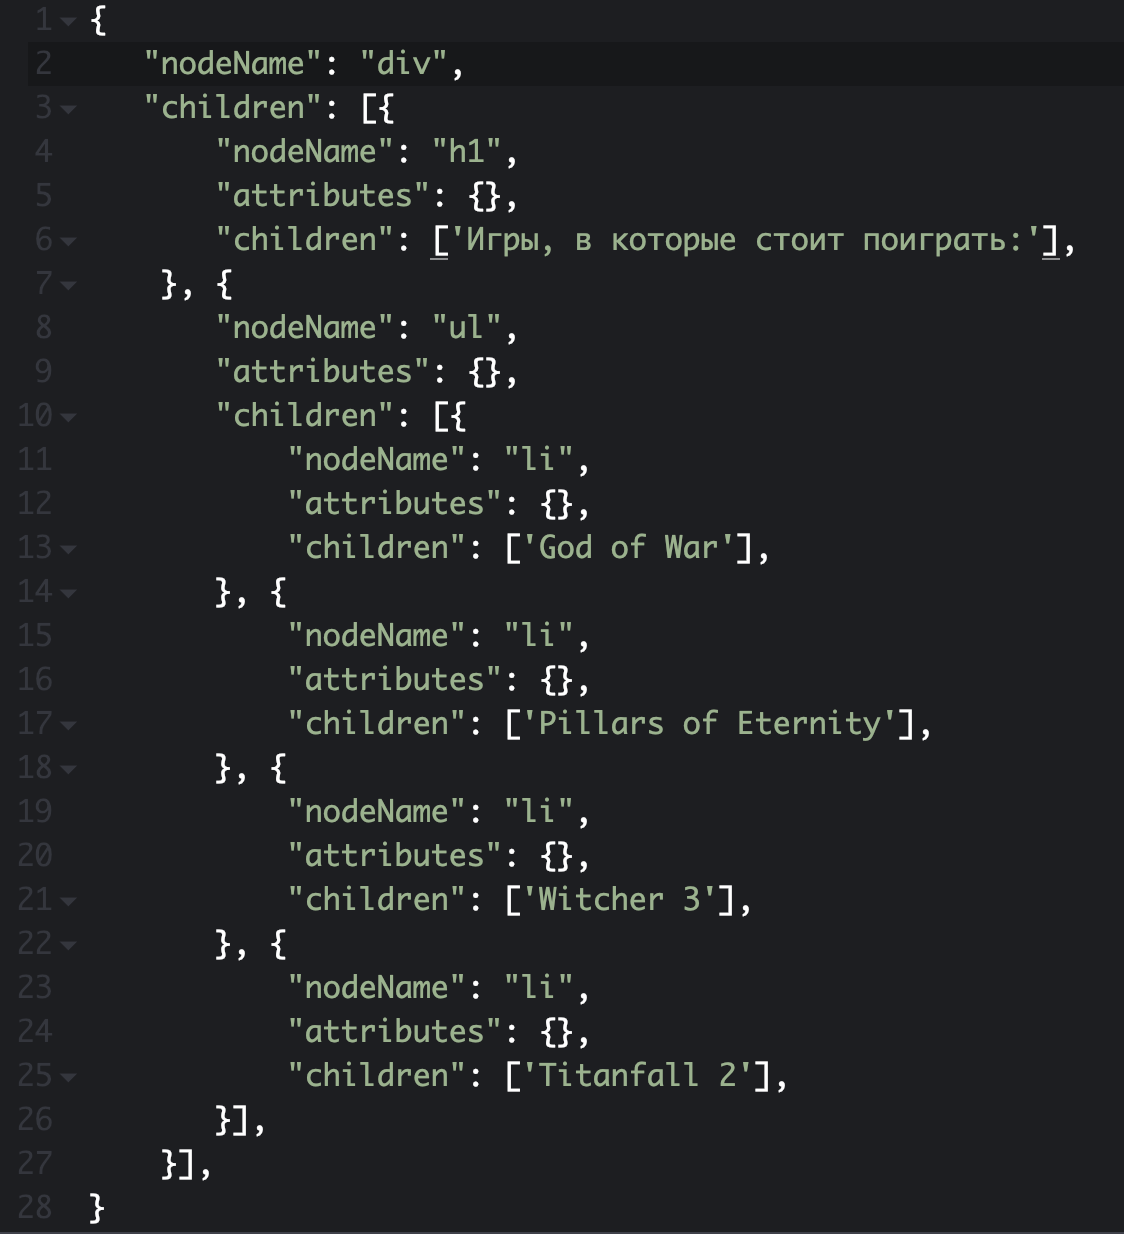 1 {
2 "nodeName": "div",
3 "children": [{
4 "nodeName": "h1",
5 "attributes": {},
6 "children": ['Игры, в которые стоит поиграть:'],
7 }, {
8 "nodeName": "ul",
9 "attributes": {},
10 "children": [{
11 "nodeName": "li",
12 "attributes": {},
13 "children": ['God of War'],
14 }, {
15 "nodeName": "li",
16 "attributes": {},
17 "children": ['Pillars of Eternity'],
18 }, {
19 "nodeName": "li",
20 "attributes": {},
21 "children": ['Witcher 3'],
22 }, {
23 "nodeName": "li",
24 "attributes": {},
25 "children": ['Titanfall 2'],
26 }],
27 }],
28 }